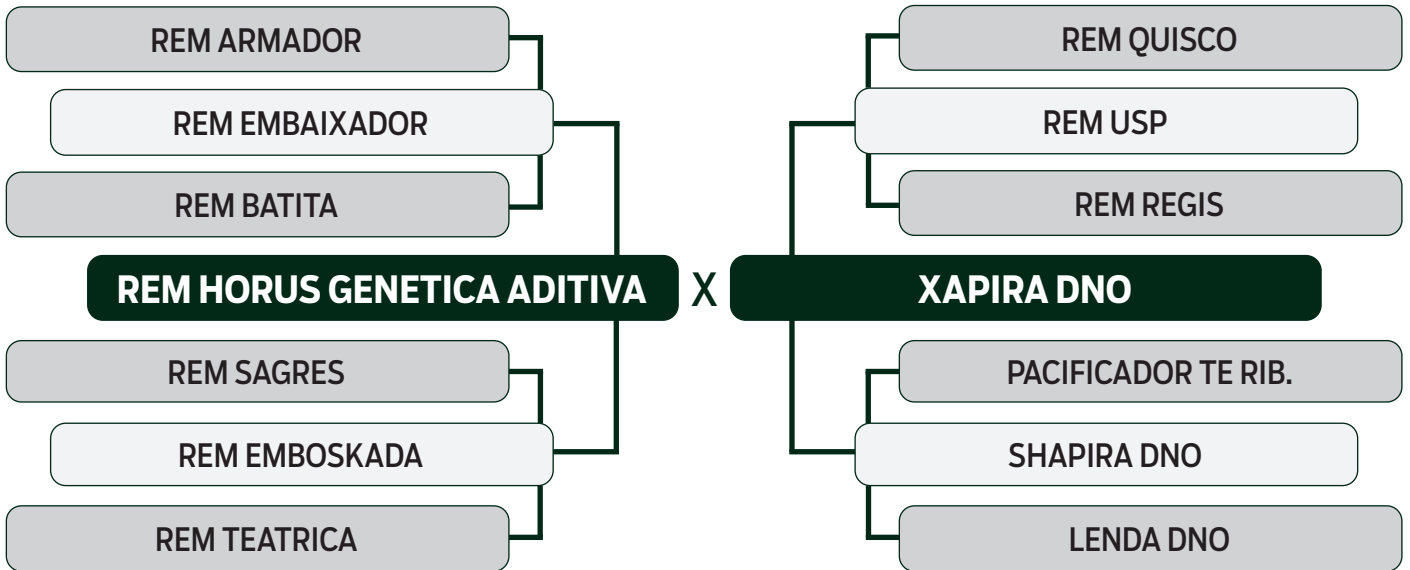 REM ARMADOR
REM EMBAIXADOR
REM BATITA
REM HORUS GENETICA ADITIVA
REM SAGRES
REM EMBOSKADA
REM TEATRICA
X
REM QUISCO
REM USP
REM REGIS
XAPIRA DNO
PACIFICADOR TE RIB.
SHAPIRA DNO
LENDA DNO